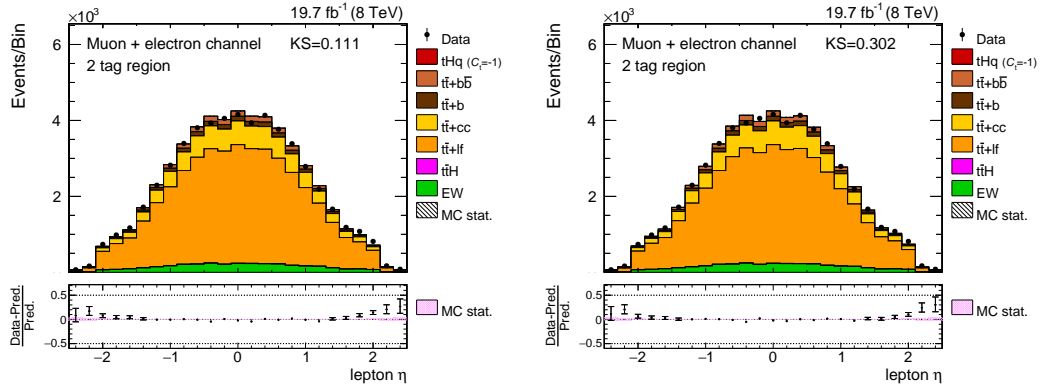 ×10³ 19.7 fb⁻¹ (8 TeV)
Events/Bin
6
4
2
Muon + electron channel KS=0.111
2 tag region
Data
tHq (Cₜ=-1)
tt̄+bb̄
tt̄+b
tt̄+cc
tt̄+lf
tt̄H
EW
MC stat.
Data-Pred.
Pred.
0.5
0
−0.5
MC stat.
−2 −1 0 1 2
lepton η
×10³ 19.7 fb⁻¹ (8 TeV)
Events/Bin
6
4
2
Muon + electron channel KS=0.302
2 tag region
Data
tHq (Cₜ=-1)
tt̄+bb̄
tt̄+b
tt̄+cc
tt̄+lf
tt̄H
EW
MC stat.
Data-Pred.
Pred.
0.5
0
−0.5
MC stat.
−2 −1 0 1 2
lepton η